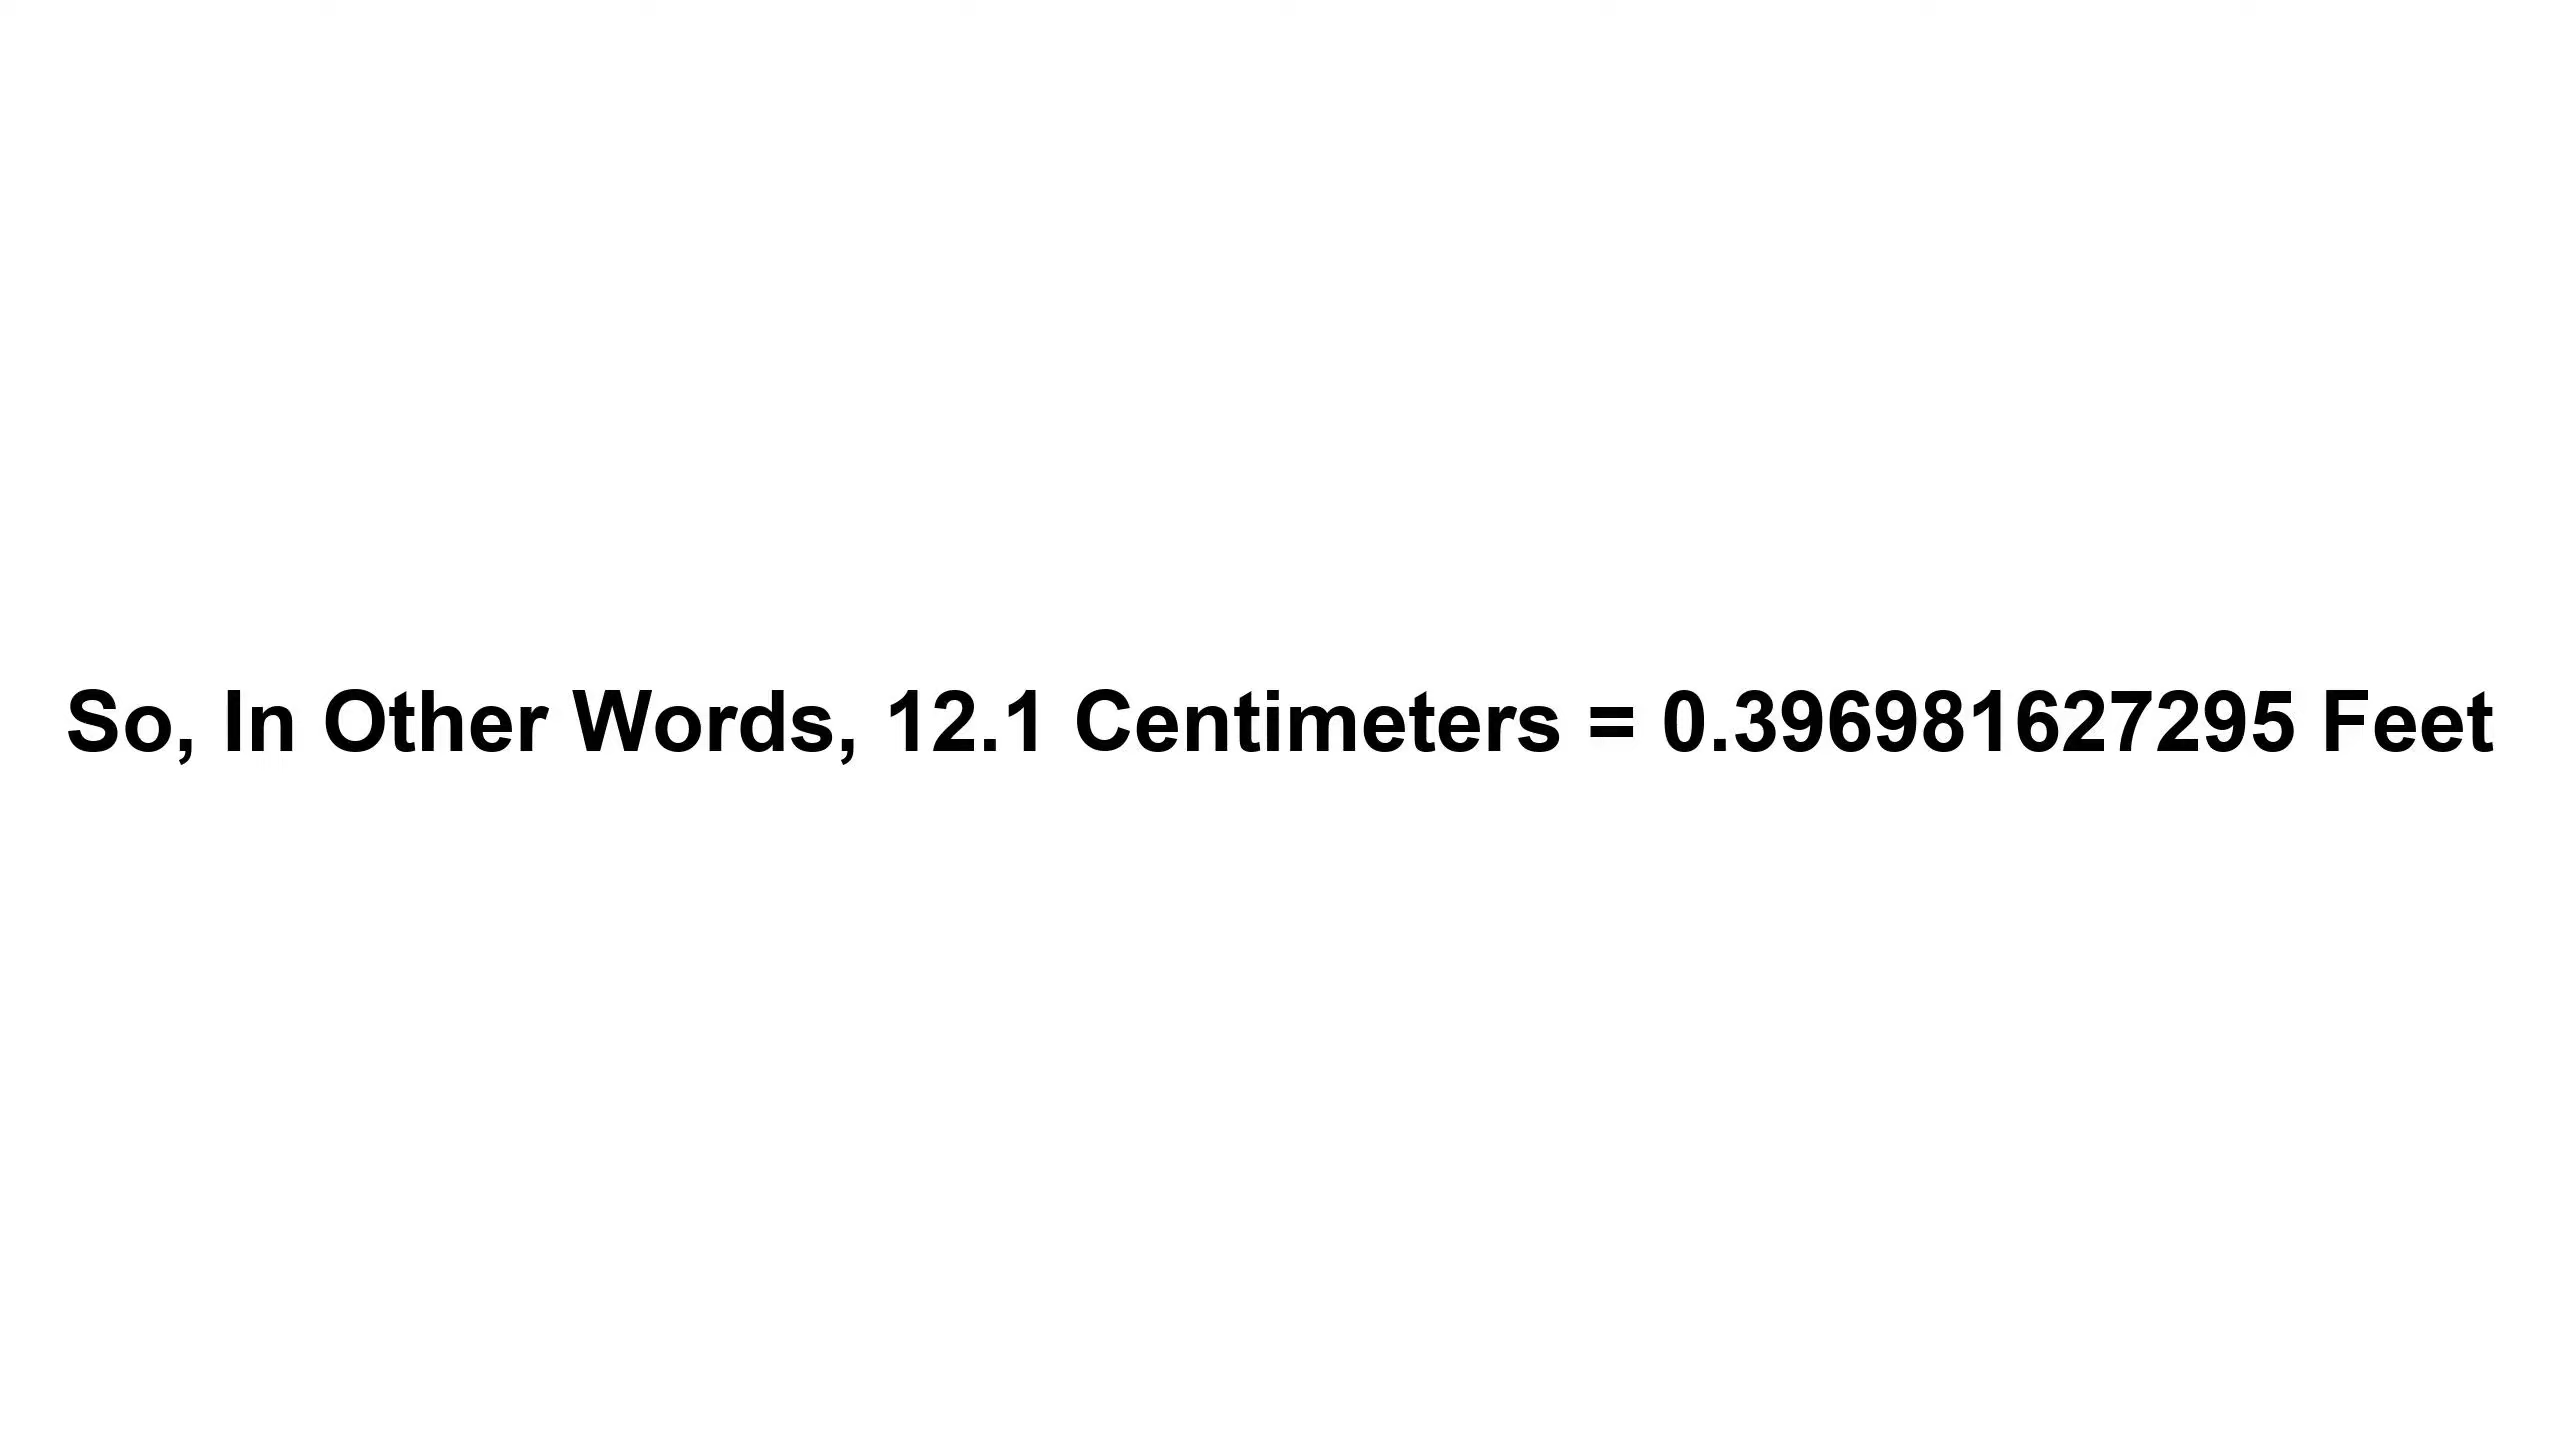 So, In Other Words, 12.1 Centimeters = 0.396981627295 Feet